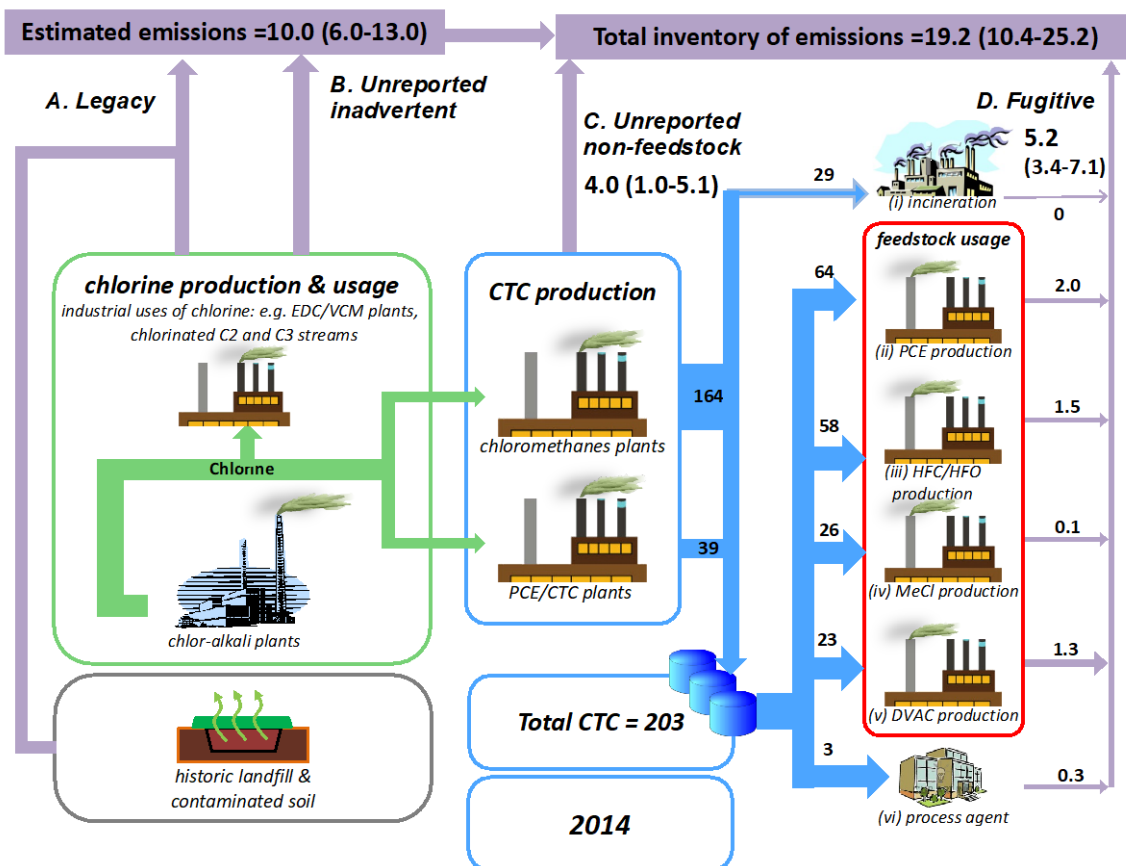 Estimated emissions =10.0 (6.0-13.0)
Total inventory of emissions =19.2 (10.4-25.2)
A. Legacy
B. Unreported
inadvertent
C. Unreported
non-feedstock
4.0 (1.0-5.1)
D. Fugitive
5.2
(3.4-7.1)
29
(i) incineration
0
chlorine production & usage
industrial uses of chlorine: e.g. EDC/VCM plants,
chlorinated C2 and C3 streams
Chlorine
chlor-alkali plants
CTC production
chloromethanes plants
164
PCE/CTC plants
39
feedstock usage
64
(ii) PCE production
2.0
58
(iii) HFC/HFO
production
1.5
26
(iv) MeCl production
0.1
23
(v) DVAC production
1.3
3
(vi) process agent
0.3
historic landfill &
contaminated soil
Total CTC = 203
2014